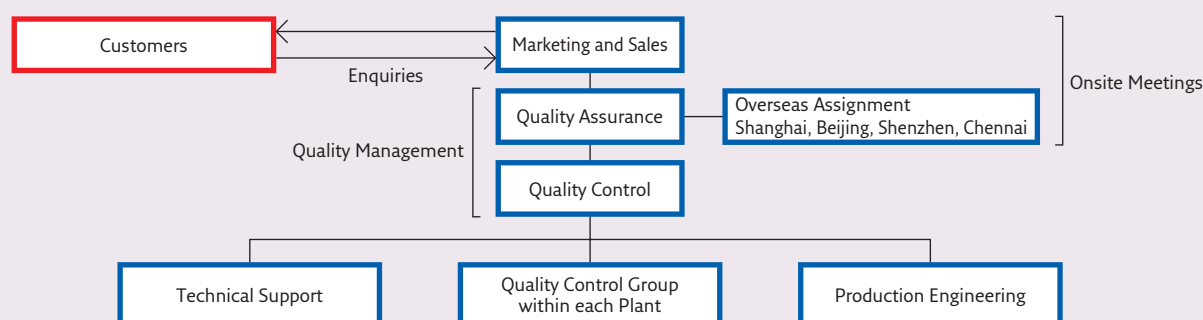 Customers
Marketing and Sales
Enquiries
Onsite Meetings
Quality Assurance
Overseas Assignment
Shanghai, Beijing, Shenzhen, Chennai
Quality Management
Quality Control
Technical Support
Quality Control Group
within each Plant
Production Engineering